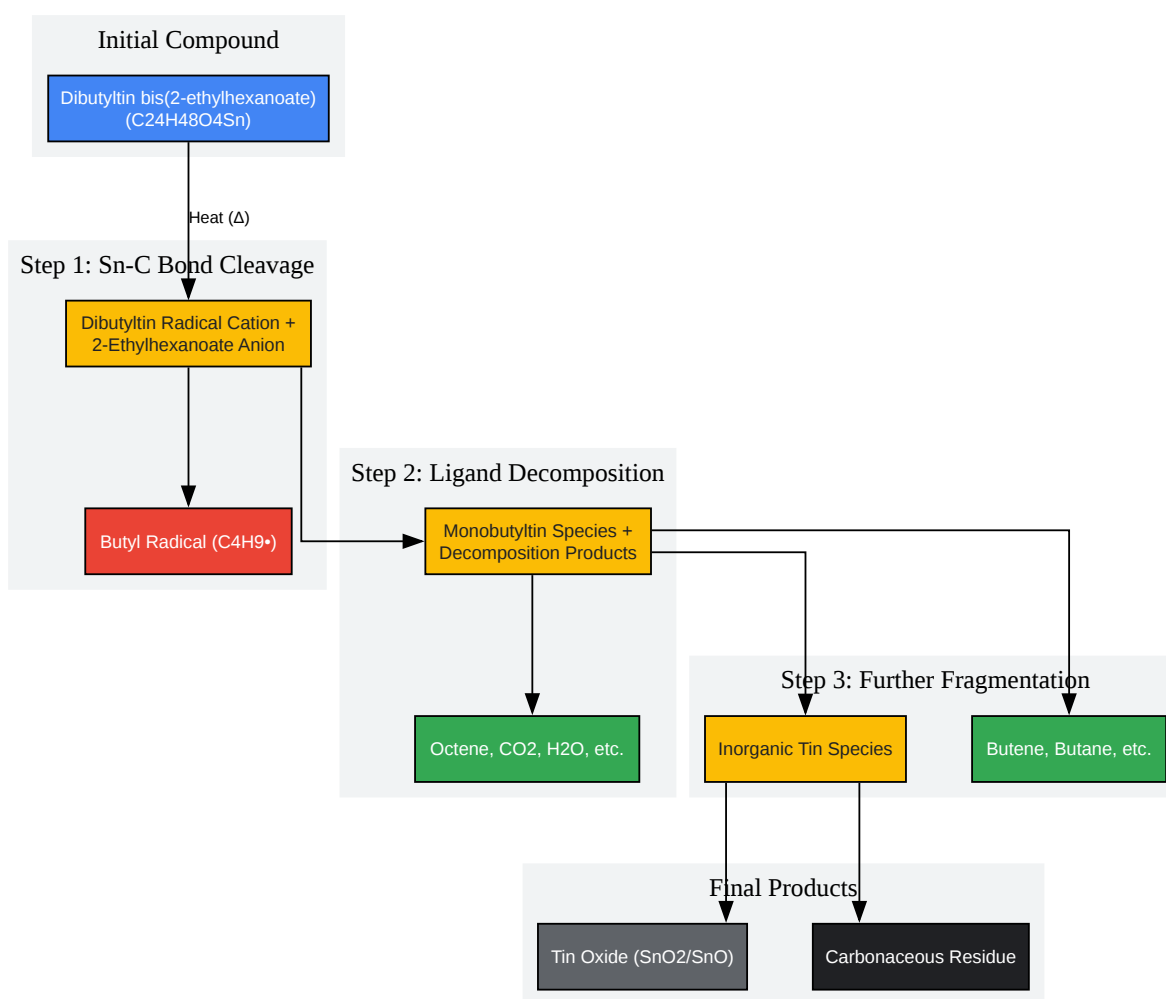 Initial Compound
Dibutyltin bis(2-ethylhexanoate)
(C24H48O4Sn)
Heat (Δ)
Step 1: Sn-C Bond Cleavage
Dibutyltin Radical Cation +
2-Ethylhexanoate Anion
Butyl Radical (C4H9•)
Step 2: Ligand Decomposition
Monobutyltin Species +
Decomposition Products
Octene, CO2, H2O, etc.
Step 3: Further Fragmentation
Inorganic Tin Species
Butene, Butane, etc.
Final Products
Tin Oxide (SnO2/SnO)
Carbonaceous Residue